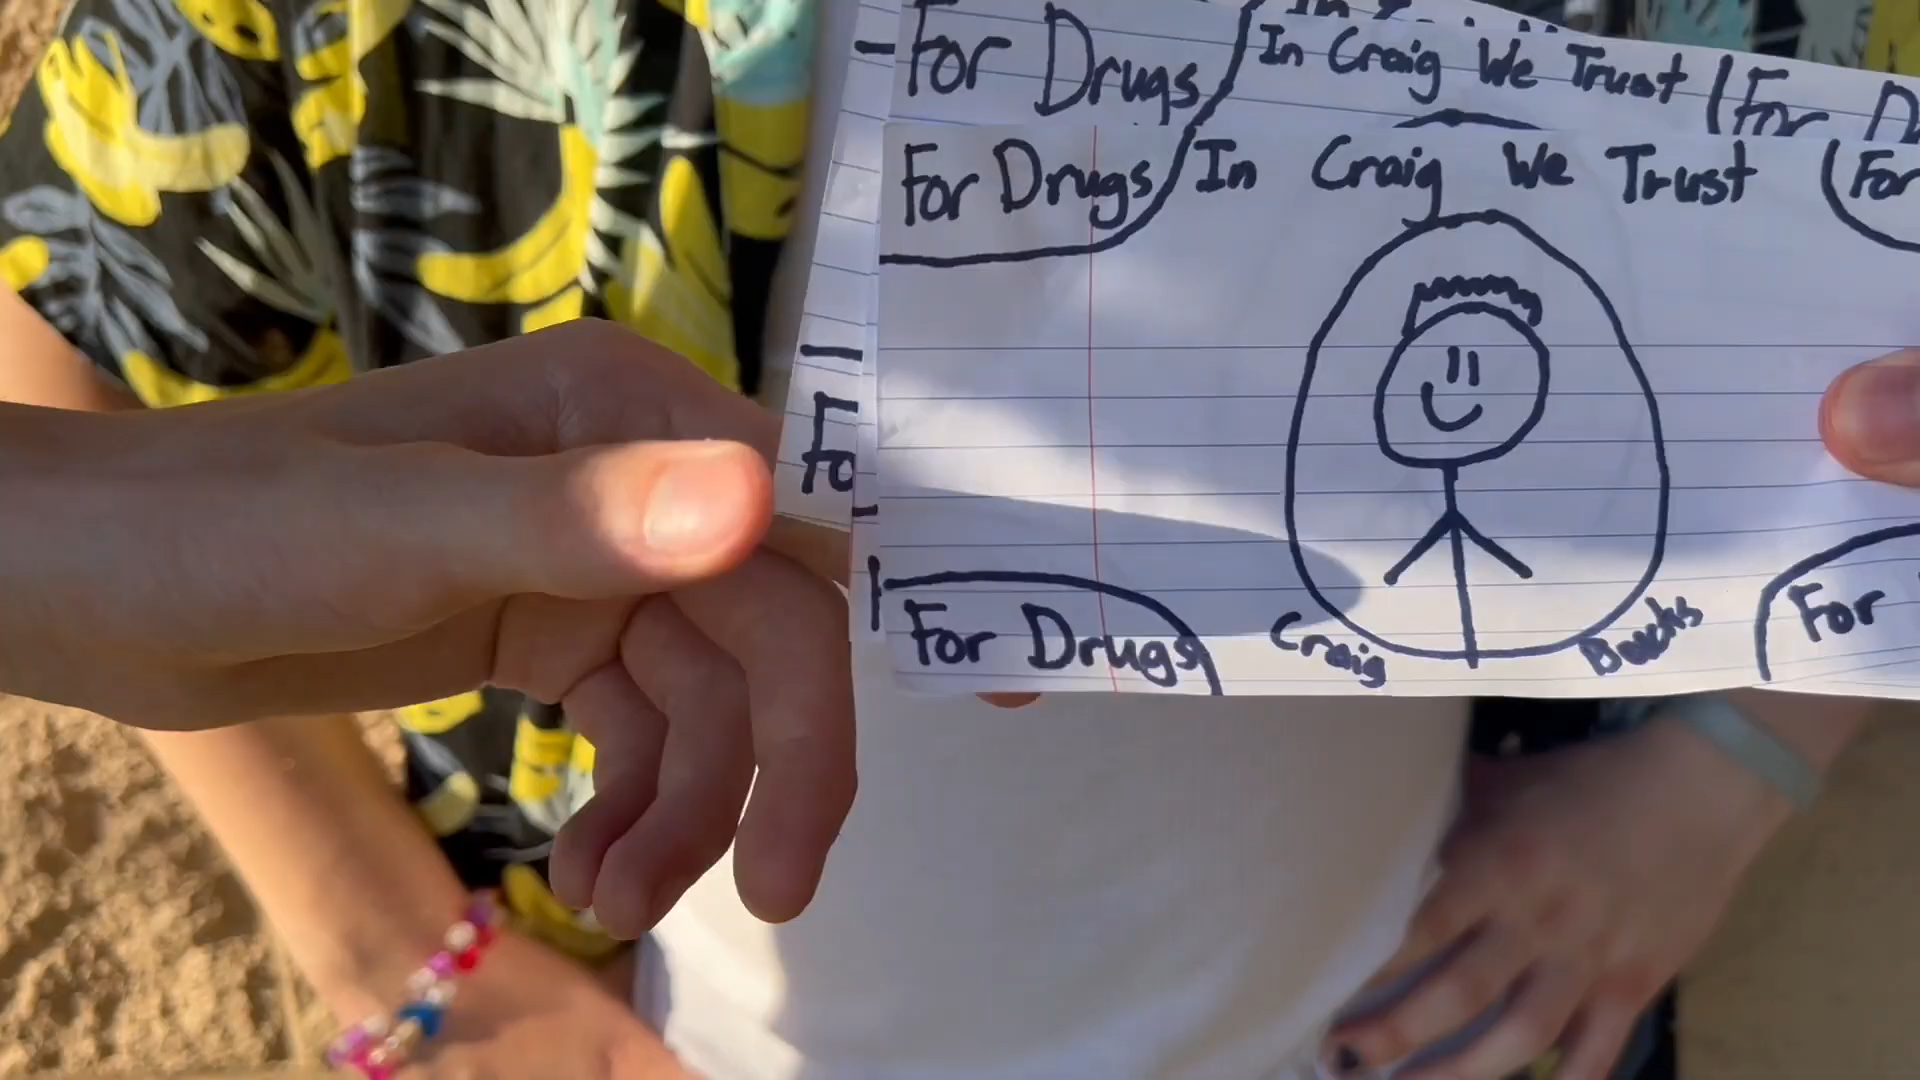 For Drugs
In Craig We Trust
For D
For Drugs
In Craig We Trust
For
Fo
For Drugs
Craig
Bucks
For